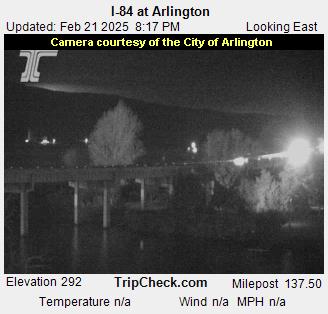 I-84 at Arlington
Updated: Feb 21 2025 8:17 PM Looking East
Camera courtesy of the City of Arlington
Elevation 292 TripCheck.com Milepost 137.50
Temperature n/a Wind n/a MPH n/a